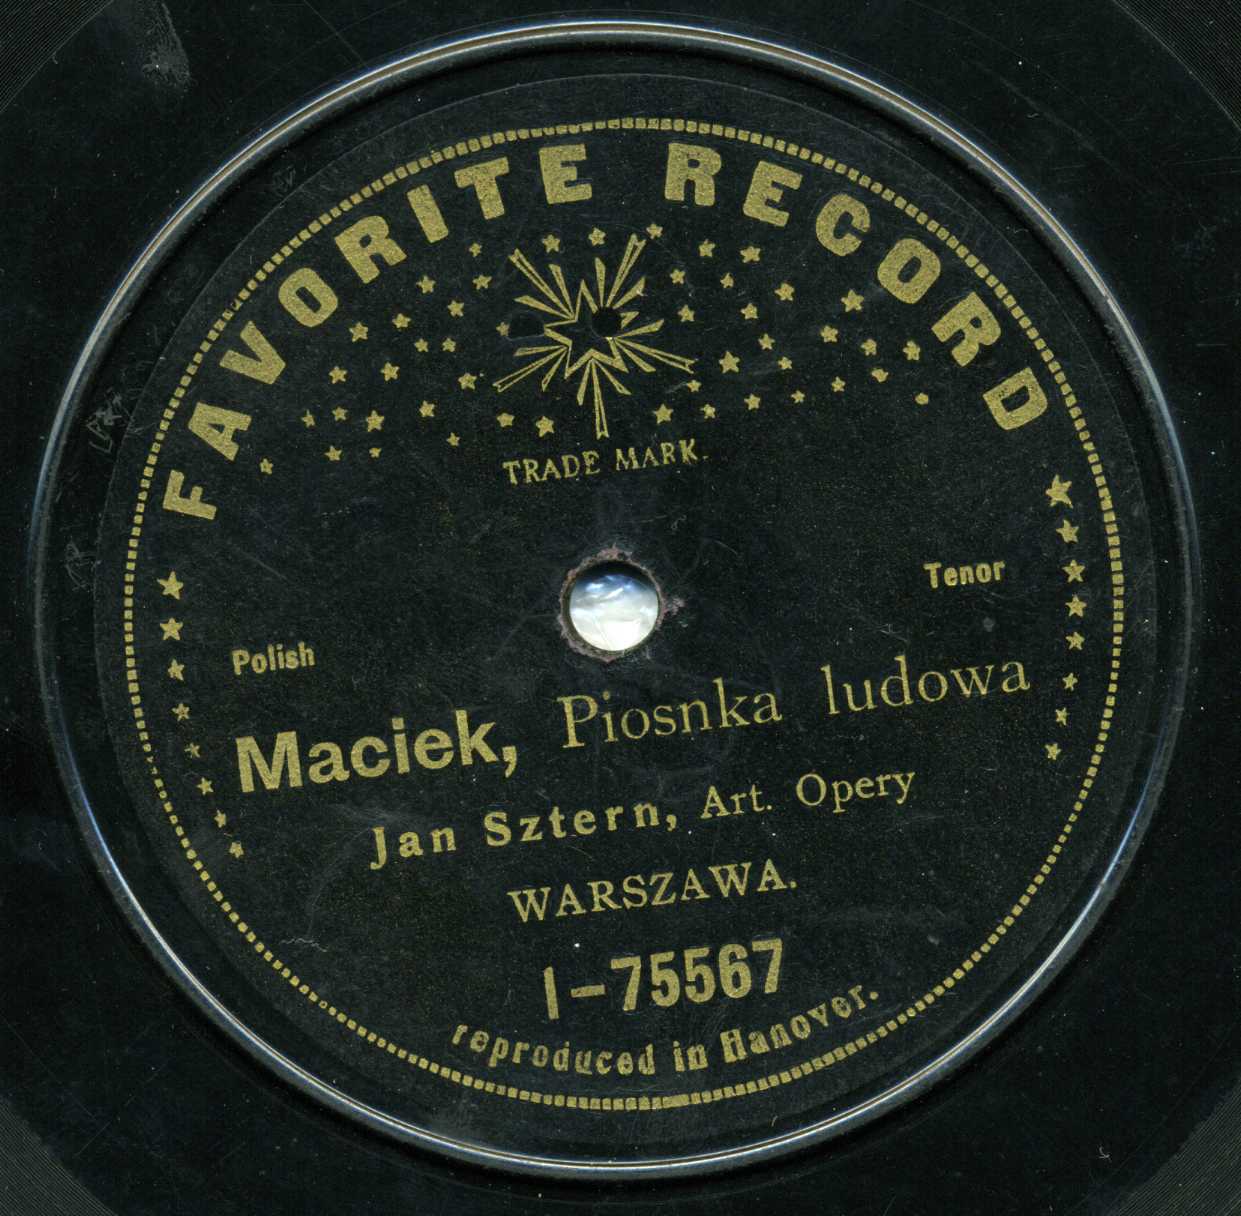 FAVORITE RECORD
TRADE MARK.
Polish
Tenor
Maciek, Piosnka ludowa
Jan Sztern, Art. Opery
WARSZAWA.
1-75567
reproduced in Hanover.